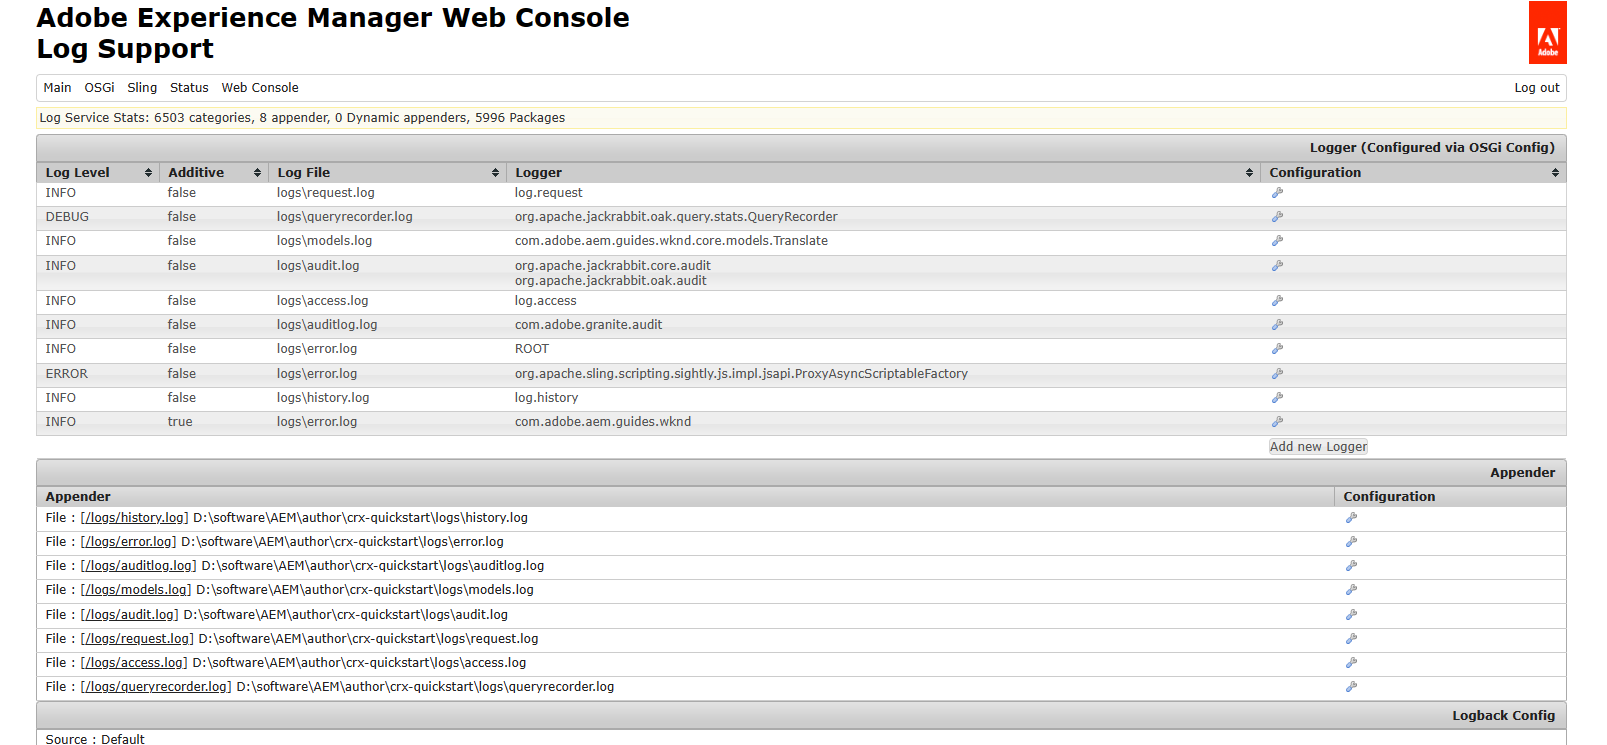 Adobe Experience Manager Web Console
Log Support
Adobe
Main OSGi Sling Status Web Console Log out
Log Service Stats: 6503 categories, 8 appender, 0 Dynamic appenders, 5996 Packages
Logger (Configured via OSGi Config)
Log Level Additive Log File Logger Configuration
INFO false logs\request.log log.request
DEBUG false logs\queryrecorder.log org.apache.jackrabbit.oak.query.stats.QueryRecorder
INFO false logs\models.log com.adobe.aem.guides.wknd.core.models.Translate
INFO false logs\audit.log org.apache.jackrabbit.core.audit
org.apache.jackrabbit.oak.audit
INFO false logs\access.log log.access
INFO false logs\auditlog.log com.adobe.granite.audit
INFO false logs\error.log ROOT
ERROR false logs\error.log org.apache.sling.scripting.sightly.js.impl.jsapi.ProxyAsyncScriptableFactory
INFO false logs\history.log log.history
INFO true logs\error.log com.adobe.aem.guides.wknd
Add new Logger
Appender
Appender Configuration
File : [/logs/history.log] D:\software\AEM\author\crx-quickstart\logs\history.log
File : [/logs/error.log] D:\software\AEM\author\crx-quickstart\logs\error.log
File : [/logs/auditlog.log] D:\software\AEM\author\crx-quickstart\logs\auditlog.log
File : [/logs/models.log] D:\software\AEM\author\crx-quickstart\logs\models.log
File : [/logs/audit.log] D:\software\AEM\author\crx-quickstart\logs\audit.log
File : [/logs/request.log] D:\software\AEM\author\crx-quickstart\logs\request.log
File : [/logs/access.log] D:\software\AEM\author\crx-quickstart\logs\access.log
File : [/logs/queryrecorder.log] D:\software\AEM\author\crx-quickstart\logs\queryrecorder.log
Logback Config
Source : Default